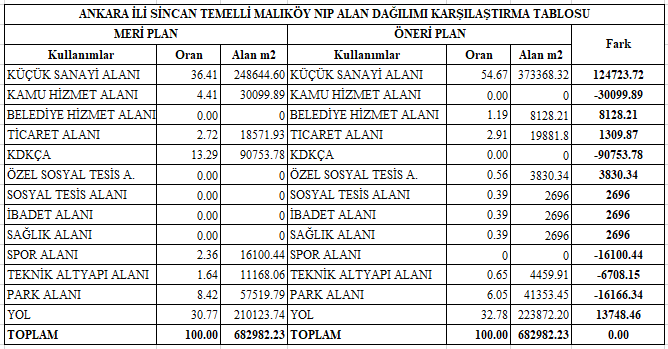 ANKARA İLİ SİNCAN TEMELLİ MALIKÖY NIP ALAN DAĞILIMI KARŞILAŞTIRMA TABLOSU
MERİ PLAN ÖNERİ PLAN Fark
Kullanımlar Oran Alan m2 Kullanımlar Oran Alan m2
KÜÇÜK SANAYİ ALANI 36.41 248644.60 KÜÇÜK SANAYİ ALANI 54.67 373368.32 124723.72
KAMU HİZMET ALANI 4.41 30099.89 KAMU HİZMET ALANI 0.00 0 -30099.89
BELEDİYE HİZMET ALANI 0.00 0 BELEDİYE HİZMET ALANI 1.19 8128.21 8128.21
TİCARET ALANI 2.72 18571.93 TICARET ALANI 2.91 19881.8 1309.87
KDKÇA 13.29 90753.78 KDKÇA 0.00 0 -90753.78
ÖZEL SOSYAL TESİS A. 0.00 0 ÖZEL SOSYAL TESİS A. 0.56 3830.34 3830.34
SOSYAL TESİS ALANI 0.00 0 SOSYAL TESİS ALANI 0.39 2696 2696
İBADET ALANI 0.00 0 İBADET ALANI 0.39 2696 2696
SAĞLIK ALANI 0.00 0 SAĞLIK ALANI 0.39 2696 2696
SPOR ALANI 2.36 16100.44 SPOR ALANI 0 0 -16100.44
TEKNİK ALTYAPI ALANI 1.64 11168.06 TEKNİK ALTYAPI ALANI 0.65 4459.91 -6708.15
PARK ALANI 8.42 57519.79 PARK ALANI 6.05 41353.45 -16166.34
YOL 30.77 210123.74 YOL 32.78 223872.20 13748.46
TOPLAM 100.00 682982.23 TOPLAM 100.00 682982.23 0.00